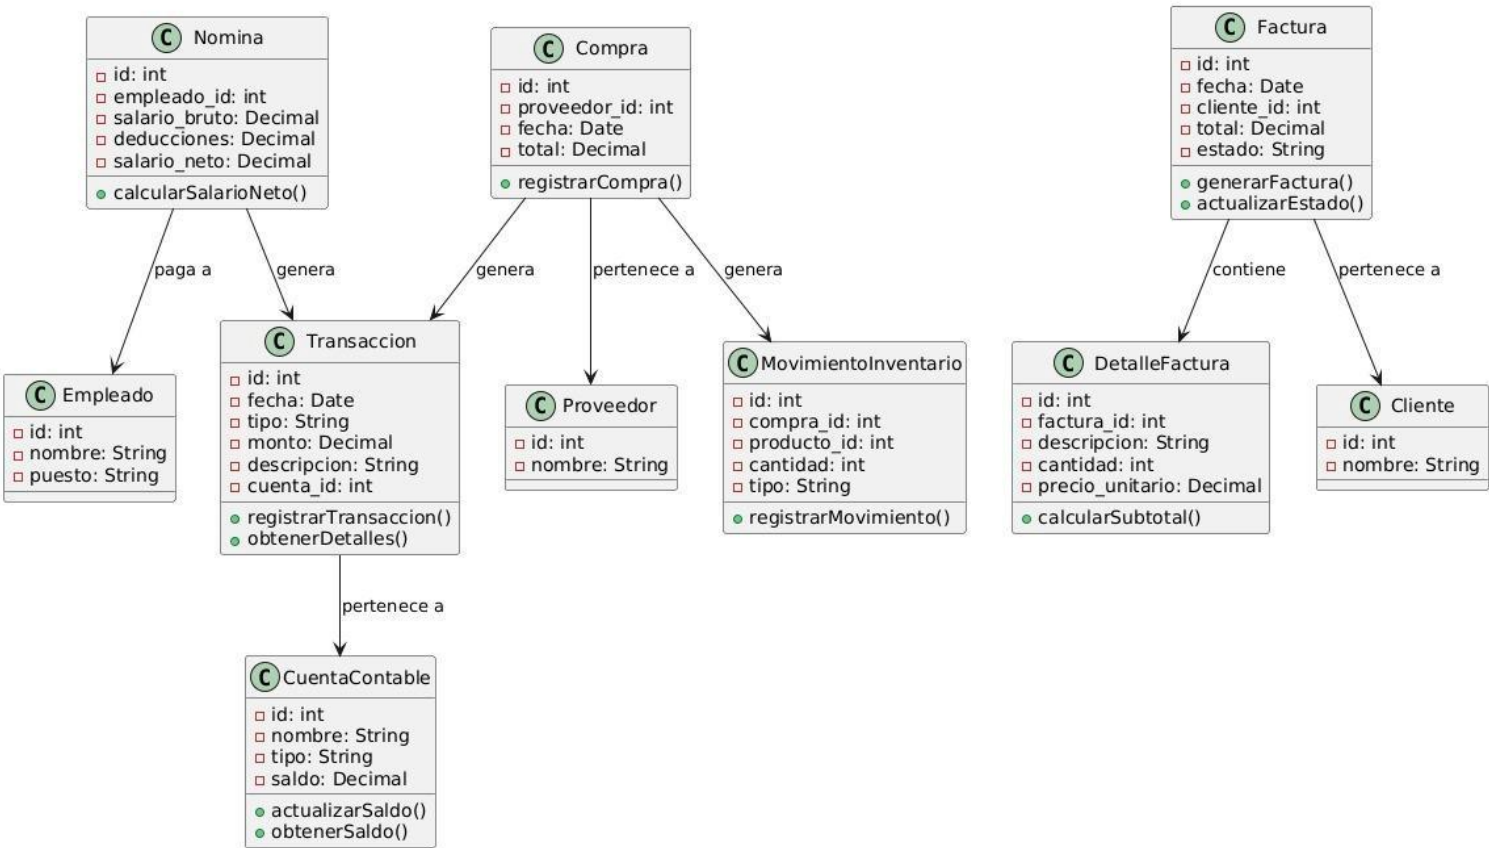 C Nomina
id: int
empleado_id: int
salario_bruto: Decimal
deducciones: Decimal
salario_neto: Decimal
calcularSalarioNeto()
C Compra
id: int
proveedor_id: int
fecha: Date
total: Decimal
registrarCompra()
C Factura
id: int
fecha: Date
cliente_id: int
total: Decimal
estado: String
generarFactura()
actualizarEstado()
paga a
genera
genera
pertenece a
genera
contiene
pertenece a
C Empleado
id: int
nombre: String
puesto: String
C Transaccion
id: int
fecha: Date
tipo: String
monto: Decimal
descripcion: String
cuenta_id: int
registrarTransaccion()
obtenerDetalles()
C Proveedor
id: int
nombre: String
C MovimientoInventario
id: int
compra_id: int
producto_id: int
cantidad: int
tipo: String
registrarMovimiento()
C DetalleFactura
id: int
factura_id: int
descripcion: String
cantidad: int
precio_unitario: Decimal
calcularSubtotal()
C Cliente
id: int
nombre: String
pertenece a
C CuentaContable
id: int
nombre: String
tipo: String
saldo: Decimal
actualizarSaldo()
obtenerSaldo()